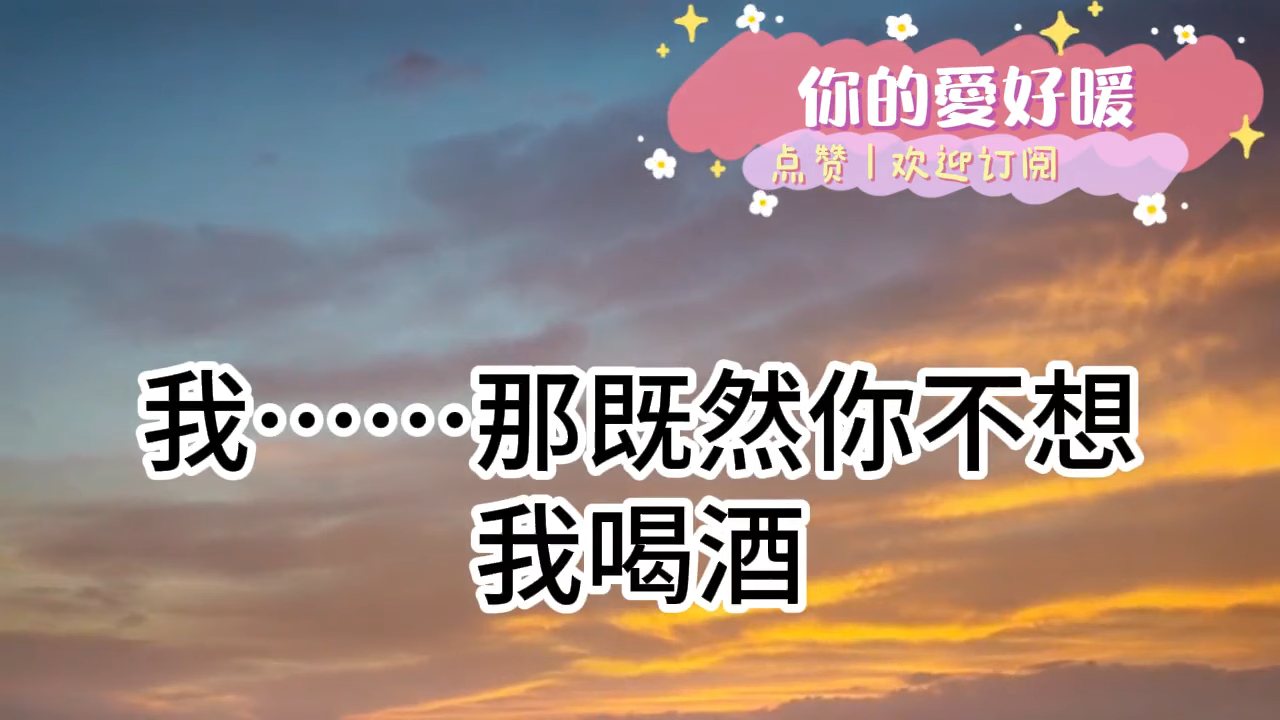 你的愛好暖
点赞 | 欢迎订阅
我……那既然你不想
我喝酒